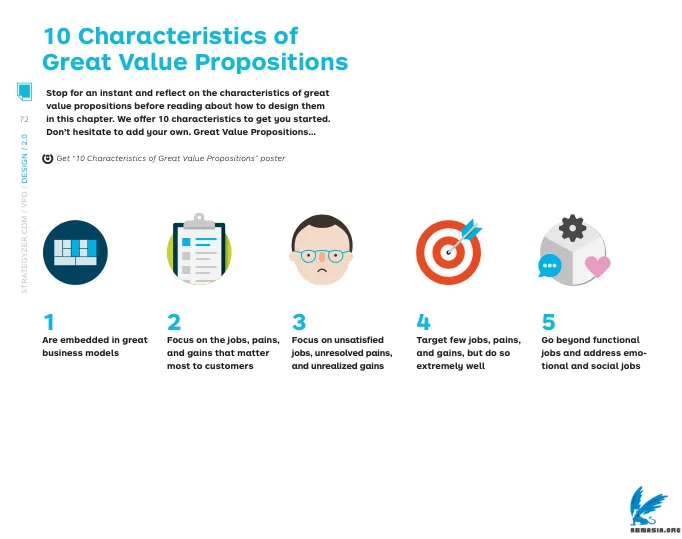 10 Characteristics of
Great Value Propositions
Stop for an instant and reflect on the characteristics of great
value propositions before reading about how to design them
in this chapter. We offer 10 characteristics to get you started.
Don’t hesitate to add your own. Great Value Propositions…
Get “10 Characteristics of Great Value Propositions” poster
72
STRATEGYZER.COM / VPD / DESIGN / 2.0
1
Are embedded in great
business models
2
Focus on the jobs, pains,
and gains that matter
most to customers
3
Focus on unsatisfied
jobs, unresolved pains,
and unrealized gains
4
Target few jobs, pains,
and gains, but do so
extremely well
5
Go beyond functional
jobs and address emo-
tional and social jobs
ABNASIA.ORG